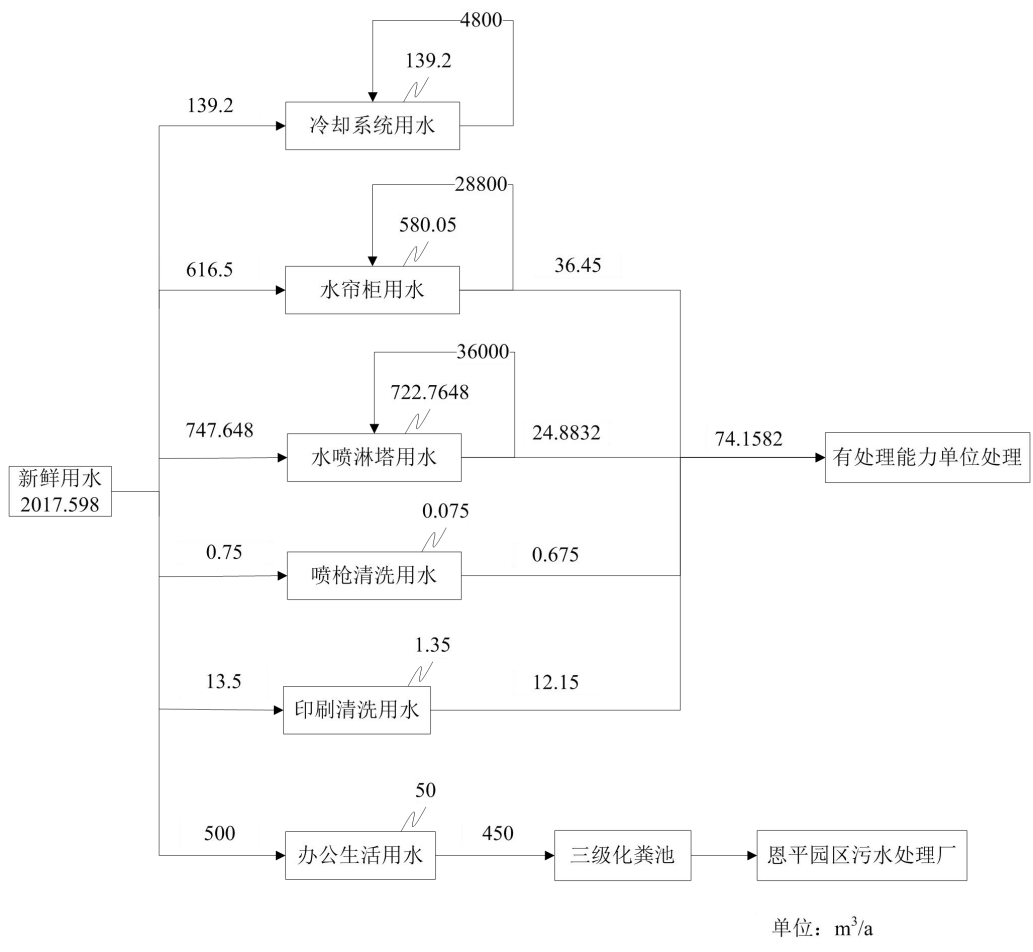 4800
139.2
139.2
冷却系统用水
28800
580.05
616.5
水帘柜用水
36.45
36000
722.7648
747.648
水喷淋塔用水
24.8832
74.1582
有处理能力单位处理
新鲜用水
2017.598
0.075
0.75
喷枪清洗用水
0.675
1.35
13.5
印刷清洗用水
12.15
50
500
办公生活用水
450
三级化粪池
恩平园区污水处理厂
单位：m³/a